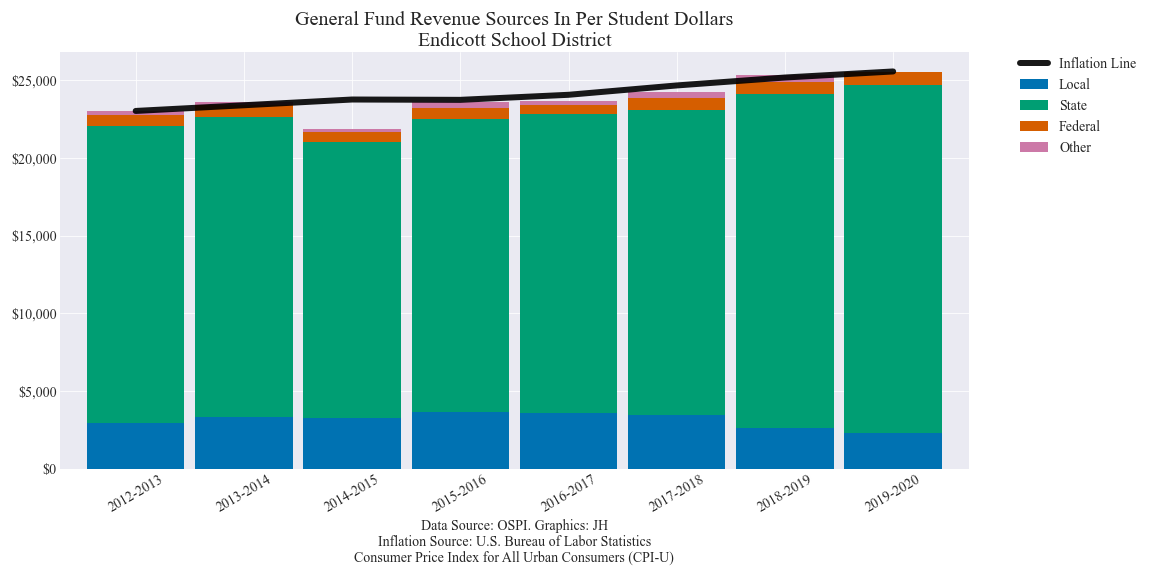 General Fund Revenue Sources In Per Student Dollars
Endicott School District
Inflation Line
Local
State
Federal
Other
$25,000
$20,000
$15,000
$10,000
$5,000
$0
2012-2013
2013-2014
2014-2015
2015-2016
2016-2017
2017-2018
2018-2019
2019-2020
Data Source: OSPI. Graphics: JH
Inflation Source: U.S. Bureau of Labor Statistics
Consumer Price Index for All Urban Consumers (CPI-U)